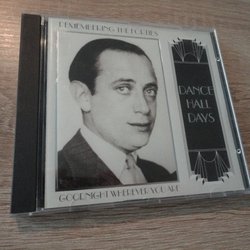 REMEMBERING THE FORTIES
DANCE
HALL
DAYS
GOODNIGHT WHEREVER YOU ARE